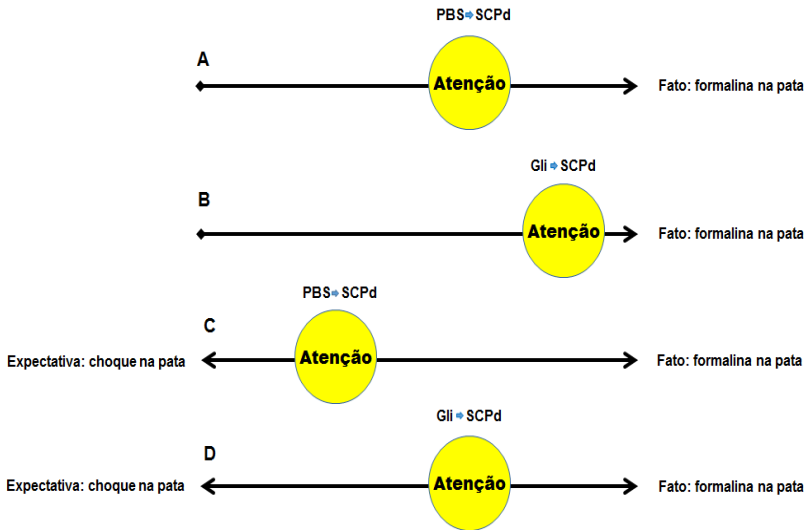 PBS⇨SCPd
A
Atenção
Fato: formalina na pata
Gli⇨SCPd
B
Atenção
Fato: formalina na pata
PBS⇨SCPd
C
Expectativa: choque na pata
Atenção
Fato: formalina na pata
Gli⇨SCPd
D
Expectativa: choque na pata
Atenção
Fato: formalina na pata